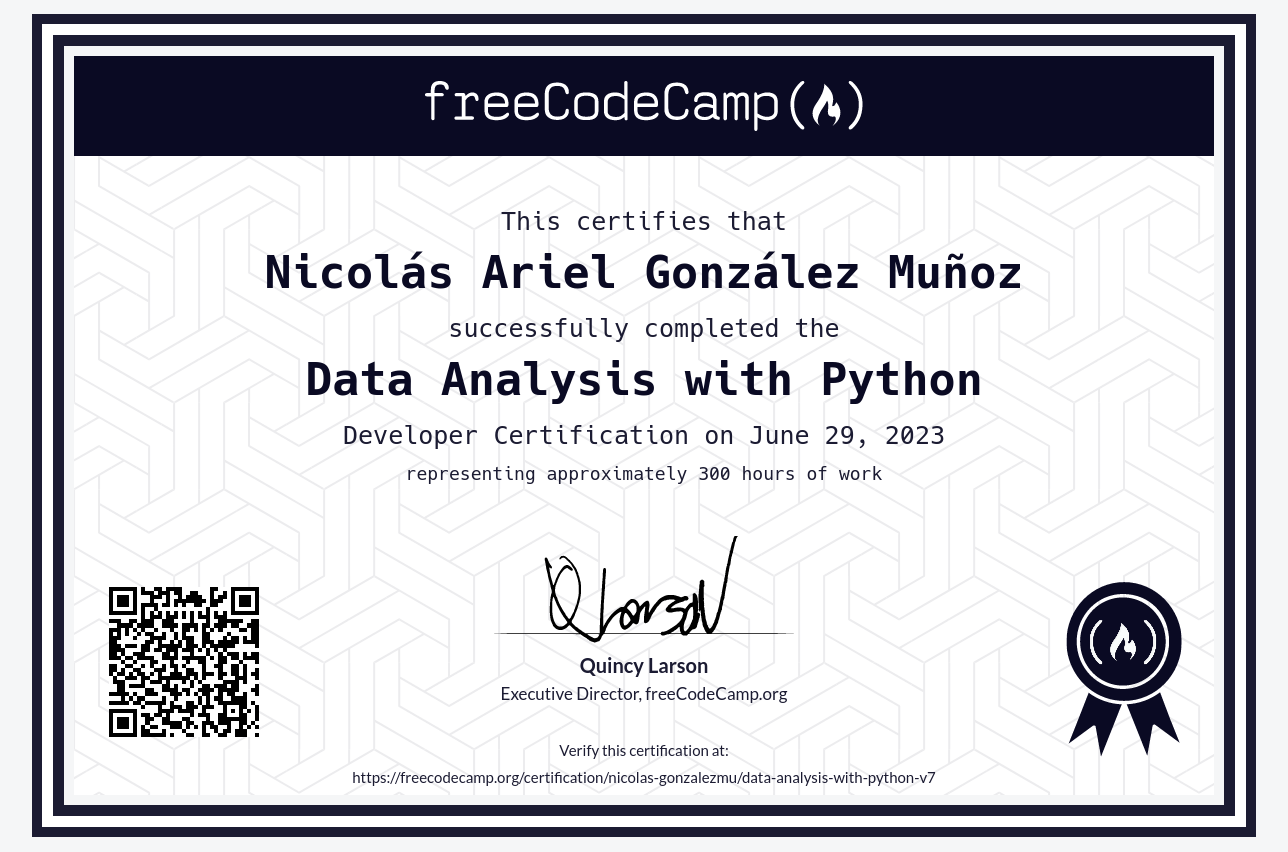 freeCodeCamp
This certifies that
Nicolás Ariel González Muñoz
successfully completed the
Data Analysis with Python
Developer Certification on June 29, 2023
representing approximately 300 hours of work
Quincy Larson
Executive Director, freeCodeCamp.org
Verify this certification at:
https://freecodecamp.org/certification/nicolas-gonzalezmu/data-analysis-with-python-v7